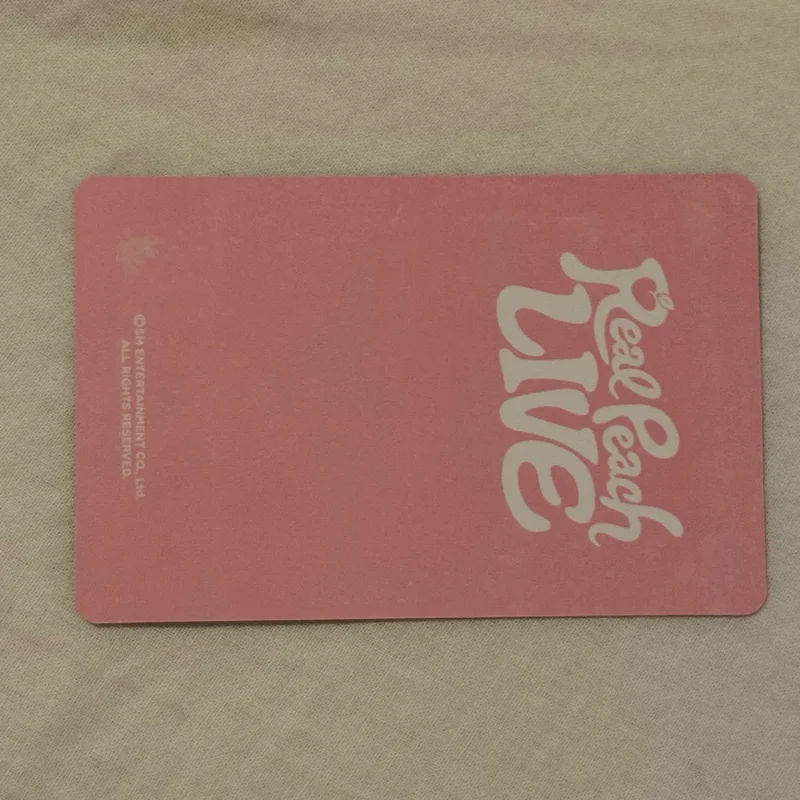 Real Peach
LIVE
©SM ENTERTAINMENT CO., Ltd.
ALL RIGHTS RESERVED.